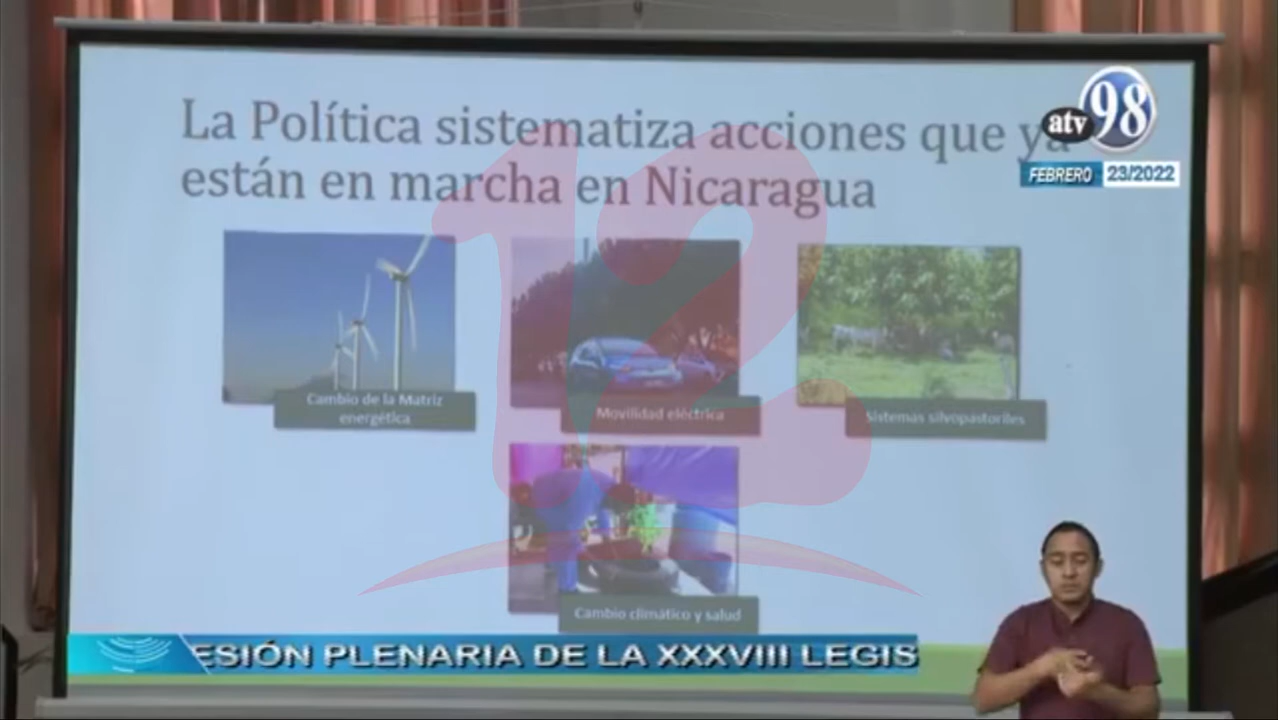 La Política sistematiza acciones que ya
están en marcha en Nicaragua
atv 98
FEBRERO 23/2022
Cambio de la Matriz
energética
Movilidad eléctrica
Sistemas silvopastoriles
Cambio climático y salud
12
ESIÓN PLENARIA DE LA XXXVIII LEGIS